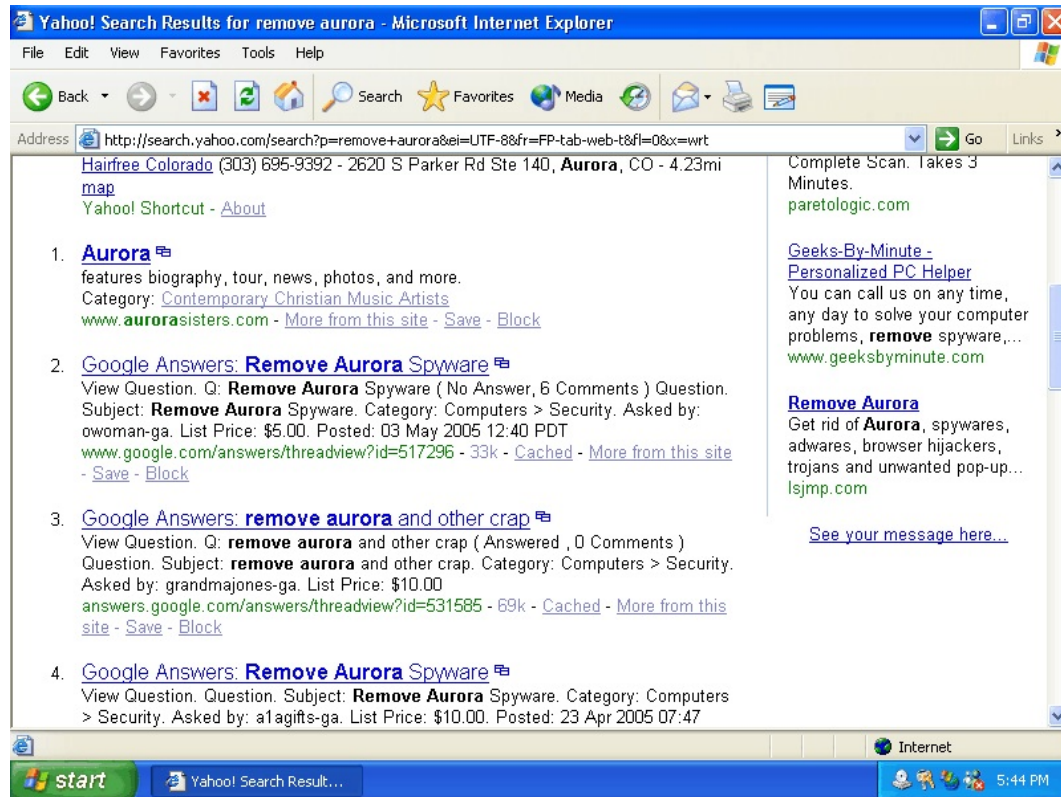 Yahoo! Search Results for remove aurora - Microsoft Internet Explorer
File Edit View Favorites Tools Help
Back Search Favorites Media
Address http://search.yahoo.com/search?p=remove+aurora&ei=UTF-8&fr=FP-tab-web-t&fl=0&x=wrt Go Links
Hairfree Colorado (303) 695-9392 - 2620 S Parker Rd Ste 140, Aurora, CO - 4.23mi
map
Yahoo! Shortcut - About
1. Aurora
features biography, tour, news, photos, and more.
Category: Contemporary Christian Music Artists
www.aurorasisters.com - More from this site - Save - Block
2. Google Answers: Remove Aurora Spyware
View Question. Q: Remove Aurora Spyware ( No Answer, 6 Comments ) Question.
Subject: Remove Aurora Spyware. Category: Computers > Security. Asked by:
owoman-ga. List Price: $5.00. Posted: 03 May 2005 12:40 PDT
www.google.com/answers/threadview?id=517296 - 33k - Cached - More from this site
- Save - Block
3. Google Answers: remove aurora and other crap
View Question. Q: remove aurora and other crap ( Answered , 0 Comments )
Question. Subject: remove aurora and other crap. Category: Computers > Security.
Asked by: grandmajones-ga. List Price: $10.00
answers.google.com/answers/threadview?id=531585 - 69k - Cached - More from this
site - Save - Block
4. Google Answers: Remove Aurora Spyware
View Question. Question. Subject: Remove Aurora Spyware. Category: Computers
> Security. Asked by: a1agifts-ga. List Price: $10.00. Posted: 23 Apr 2005 07:47
Complete Scan. Takes 3
Minutes.
paretologic.com
Geeks-By-Minute -
Personalized PC Helper
You can call us on any time,
any day to solve your computer
problems, remove spyware,...
www.geeksbyminute.com
Remove Aurora
Get rid of Aurora, spywares,
adwares, browser hijackers,
trojans and unwanted pop-up...
lsjmp.com
See your message here...
Internet
start Yahoo! Search Result... 5:44 PM